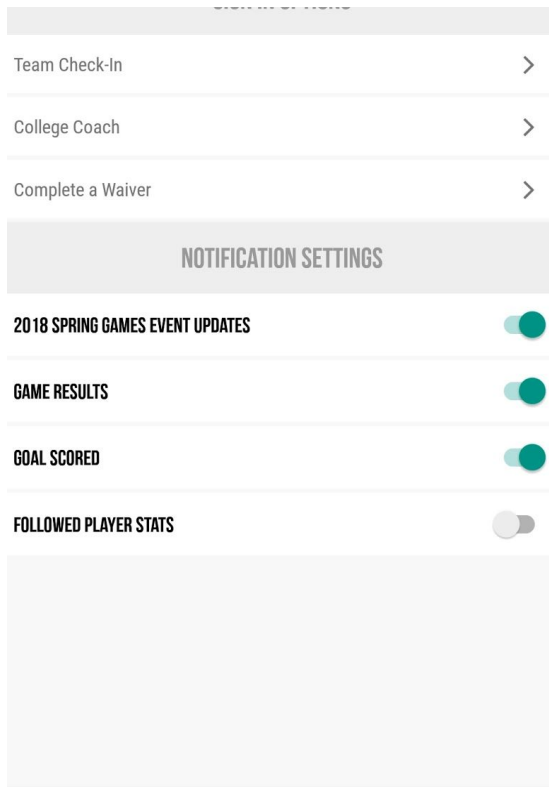 Team Check-In
College Coach
Complete a Waiver
NOTIFICATION SETTINGS
2018 SPRING GAMES EVENT UPDATES
GAME RESULTS
GOAL SCORED
FOLLOWED PLAYER STATS